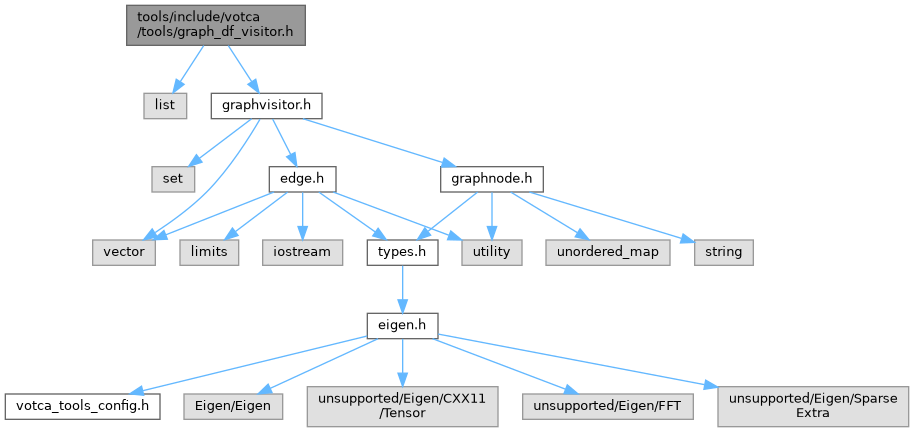 tools/include/votca
/tools/graph_df_visitor.h
list
graphvisitor.h
set
edge.h
graphnode.h
vector
limits
iostream
types.h
utility
unordered_map
string
eigen.h
votca_tools_config.h
Eigen/Eigen
unsupported/Eigen/CXX11
/Tensor
unsupported/Eigen/FFT
unsupported/Eigen/Sparse
Extra